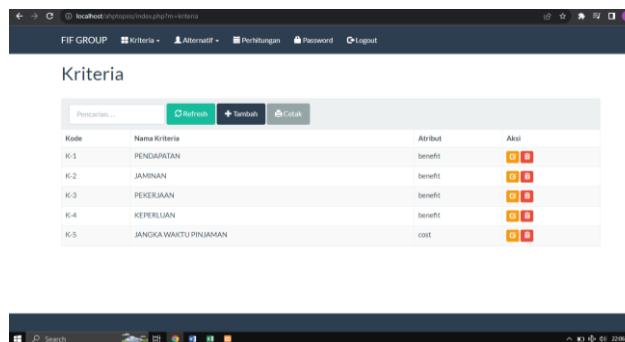 localhost/ahptopsis/index.php?m=kriteria
FIF GROUP Kriteria Alternatif Perhitungan Password Logout
Kriteria
Pencarian... Refresh Tambah Cetak
Kode Nama Kriteria Atribut Aksi
K-1 PENDAPATAN benefit
K-2 JAMINAN benefit
K-3 PEKERJAAN benefit
K-4 KEPERLUAN benefit
K-5 JANGKA WAKTU PINJAMAN cost
Search 22:06